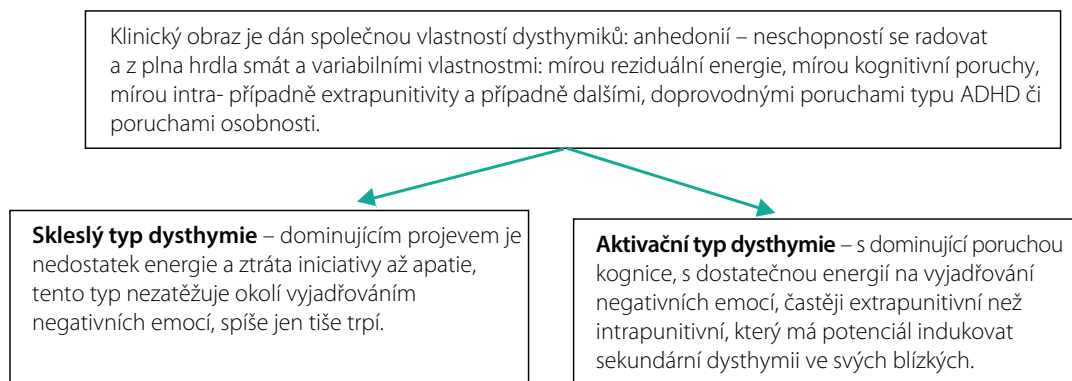 Klinický obraz je dán společnou vlastností dysthymiků: anhedonií – neschopností se radovat
a z plna hrdla smát a variabilními vlastnostmi: mírou reziduální energie, mírou kognitivní poruchy,
mírou intra- případně extrapunitivity a případně dalšími, doprovodnými poruchami typu ADHD či
poruchami osobnosti.
Skleslý typ dysthymie – dominujícím projevem je
nedostatek energie a ztráta iniciativy až apatie,
tento typ nezatěžuje okolí vyjadřováním
negativních emocí, spíše jen tiše trpí.
Aktivační typ dysthymie – s dominující poruchou
kognice, s dostatečnou energií na vyjadřování
negativních emocí, častěji extrapunitivní než
intrapunitivní, který má potenciál indukovat
sekundární dysthymii ve svých blízkých.